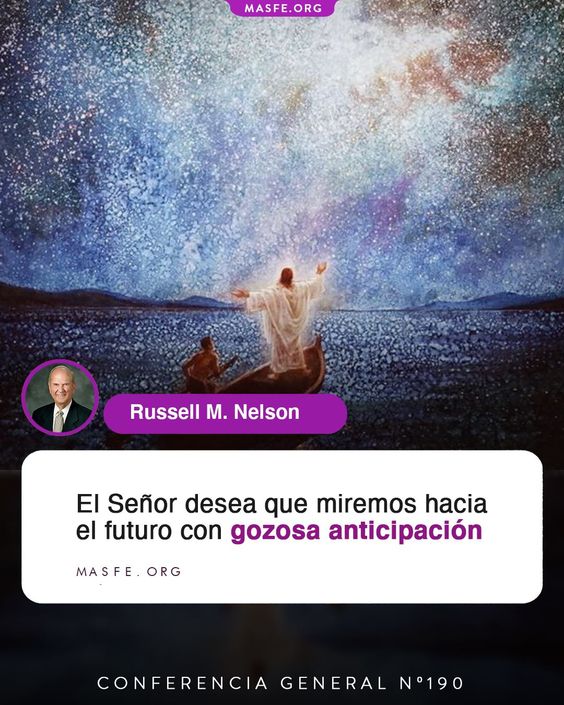 MASFE.ORG
Russell M. Nelson
El Señor desea que miremos hacia
el futuro con gozosa anticipación
MASFE.ORG
CONFERENCIA GENERAL Nº190